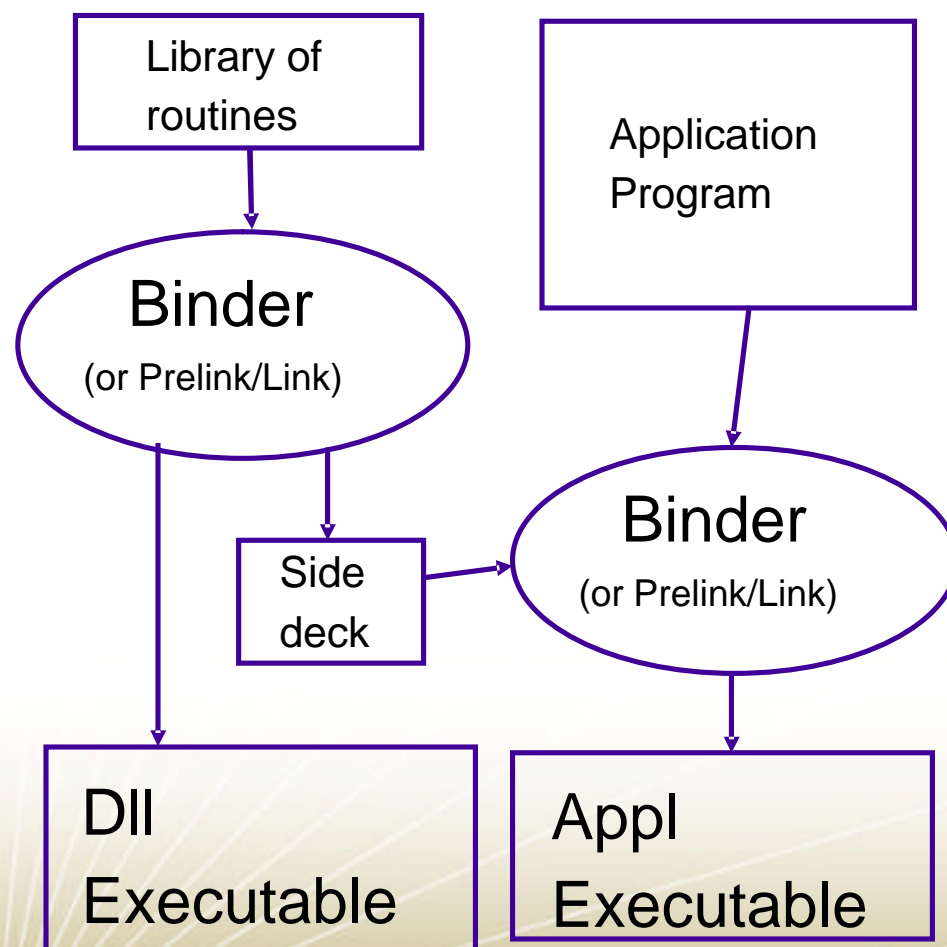 Library of
routines
Application
Program
Binder
(or Prelink/Link)
Binder
(or Prelink/Link)
Side
deck
Dll
Executable
Appl
Executable